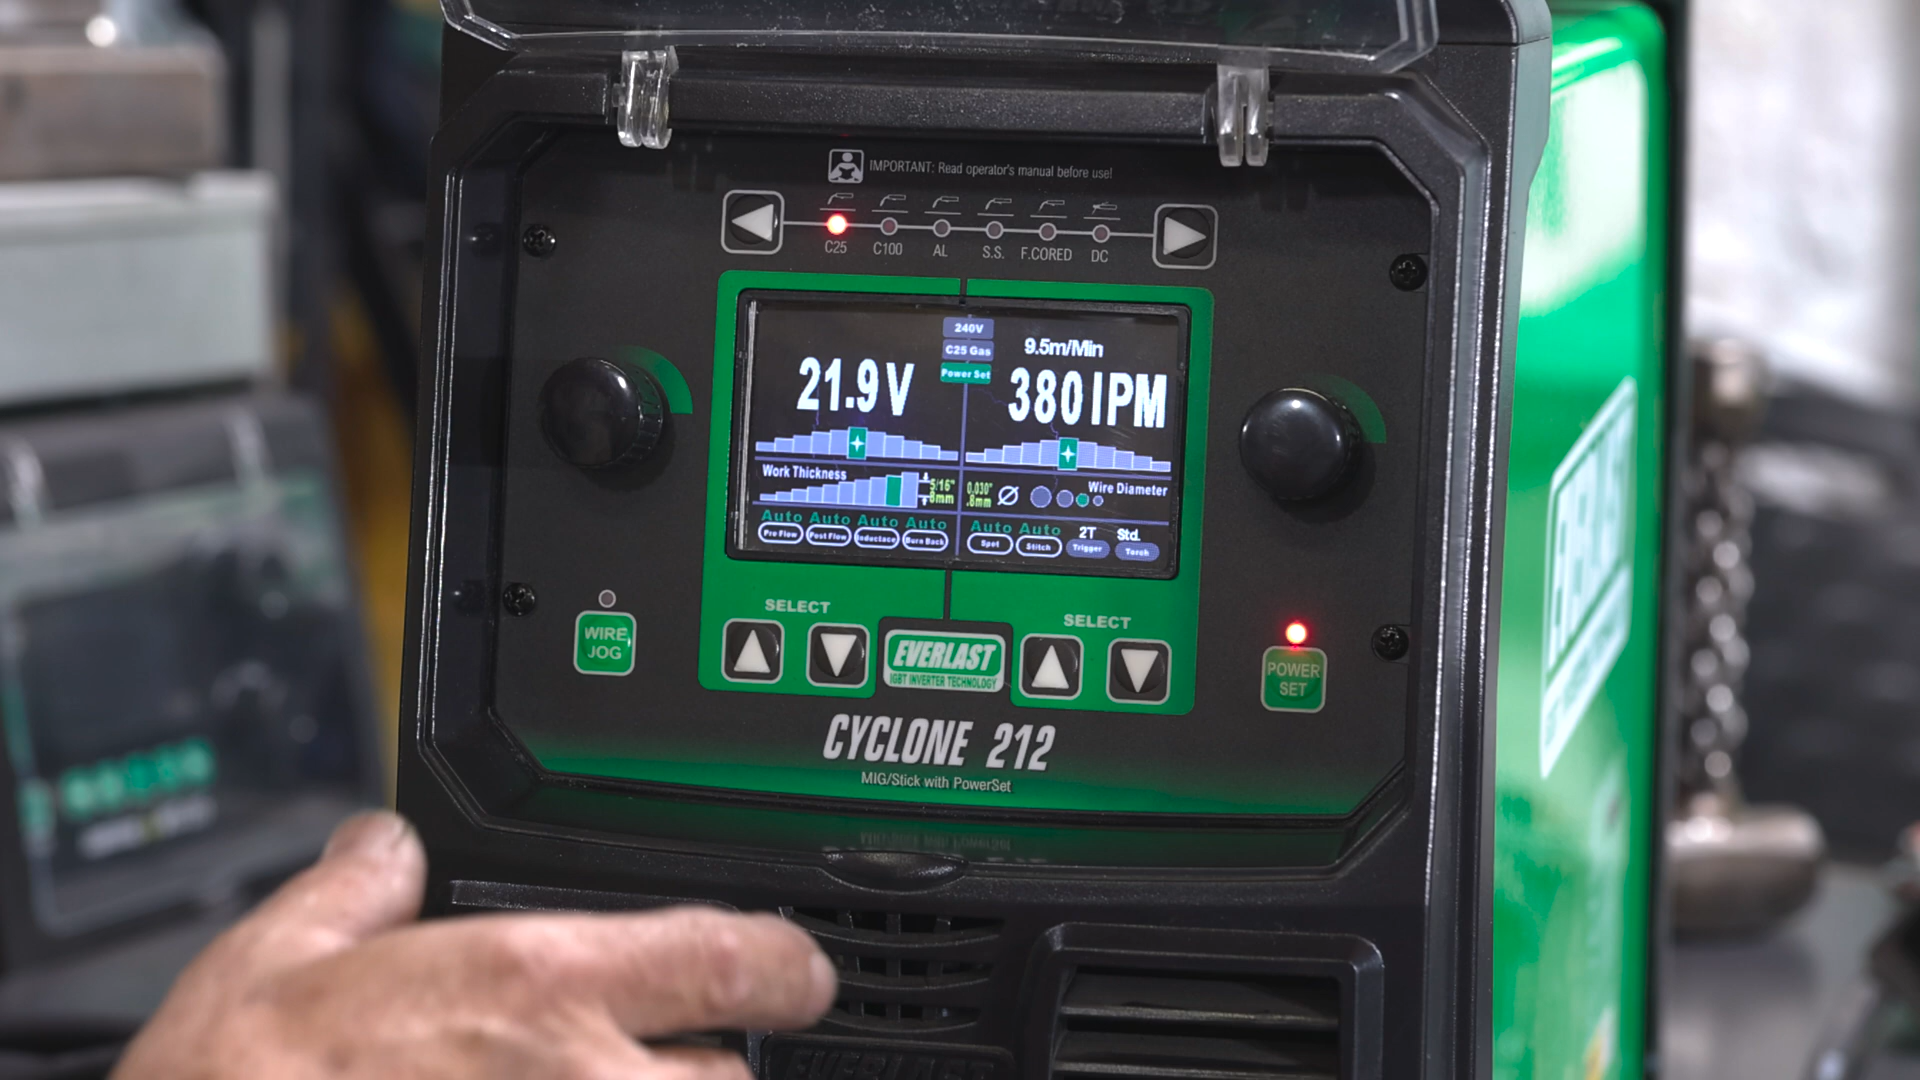 IMPORTANT: Read operator's manual before use!
C25 C100 AL S.S. F.CORED DC
240V
C25 Gas
Power Set
21.9V
9.5m/Min
380IPM
Work Thickness
5/16"
8mm
0.030"
.8mm
Wire Diameter
Auto Auto Auto Auto
Pre Flow Post Flow Inductace Burn Back
Auto Auto 2T Std.
Spot Stitch Trigger Torch
SELECT
SELECT
WIRE
JOG
EVERLAST
IGBT INVERTER TECHNOLOGY
POWER
SET
CYCLONE 212
MIG/Stick with PowerSet